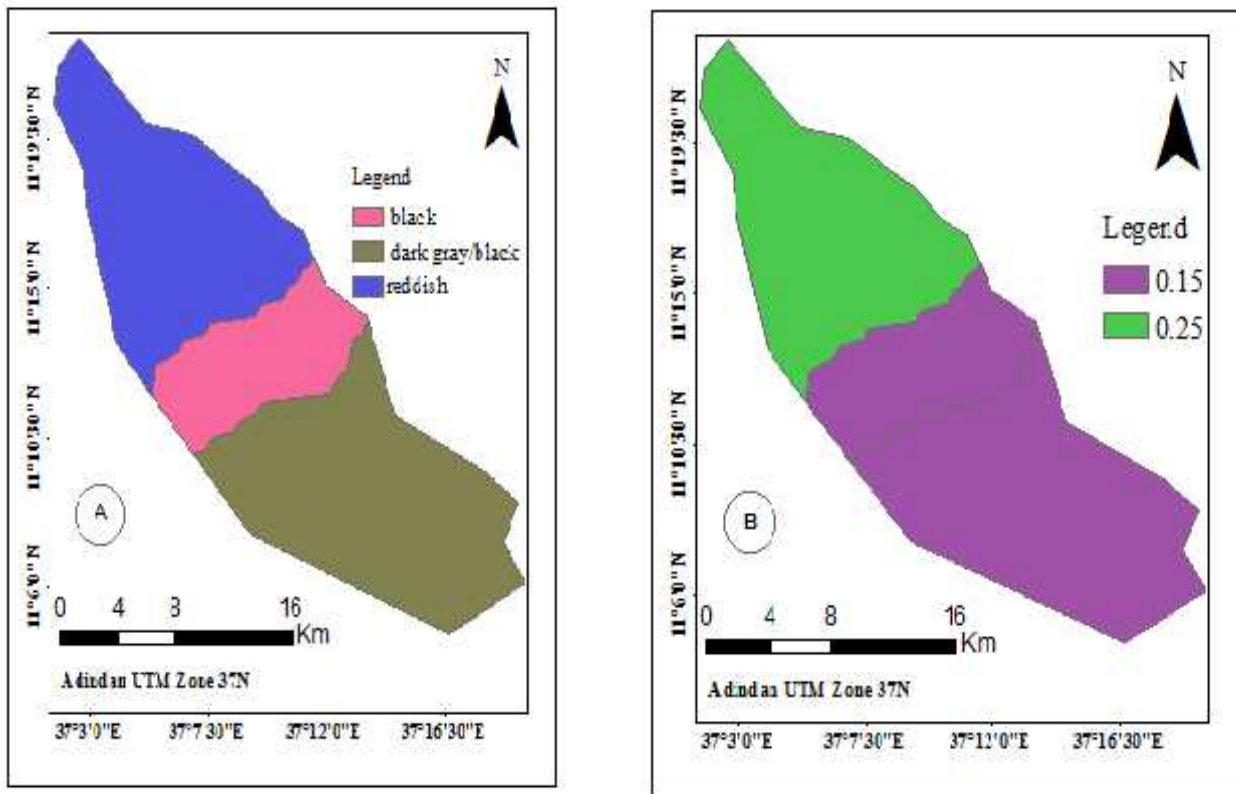 N
11°19'30"N
Legend
black
dark gray/black
reddish
11°15'0"N
11°10'30"N
A
11°6'0"N
0 4 8 16
Km
Adindan UTM Zone 37N
37°3'0"E 37°7'30"E 37°12'0"E 37°16'30"E
N
11°19'30"N
Legend
0.15
0.25
11°15'0"N
11°10'30"N
B
11°6'0"N
0 4 8 16
Km
Adindan UTM Zone 37N
37°3'0"E 37°7'30"E 37°12'0"E 37°16'30"E